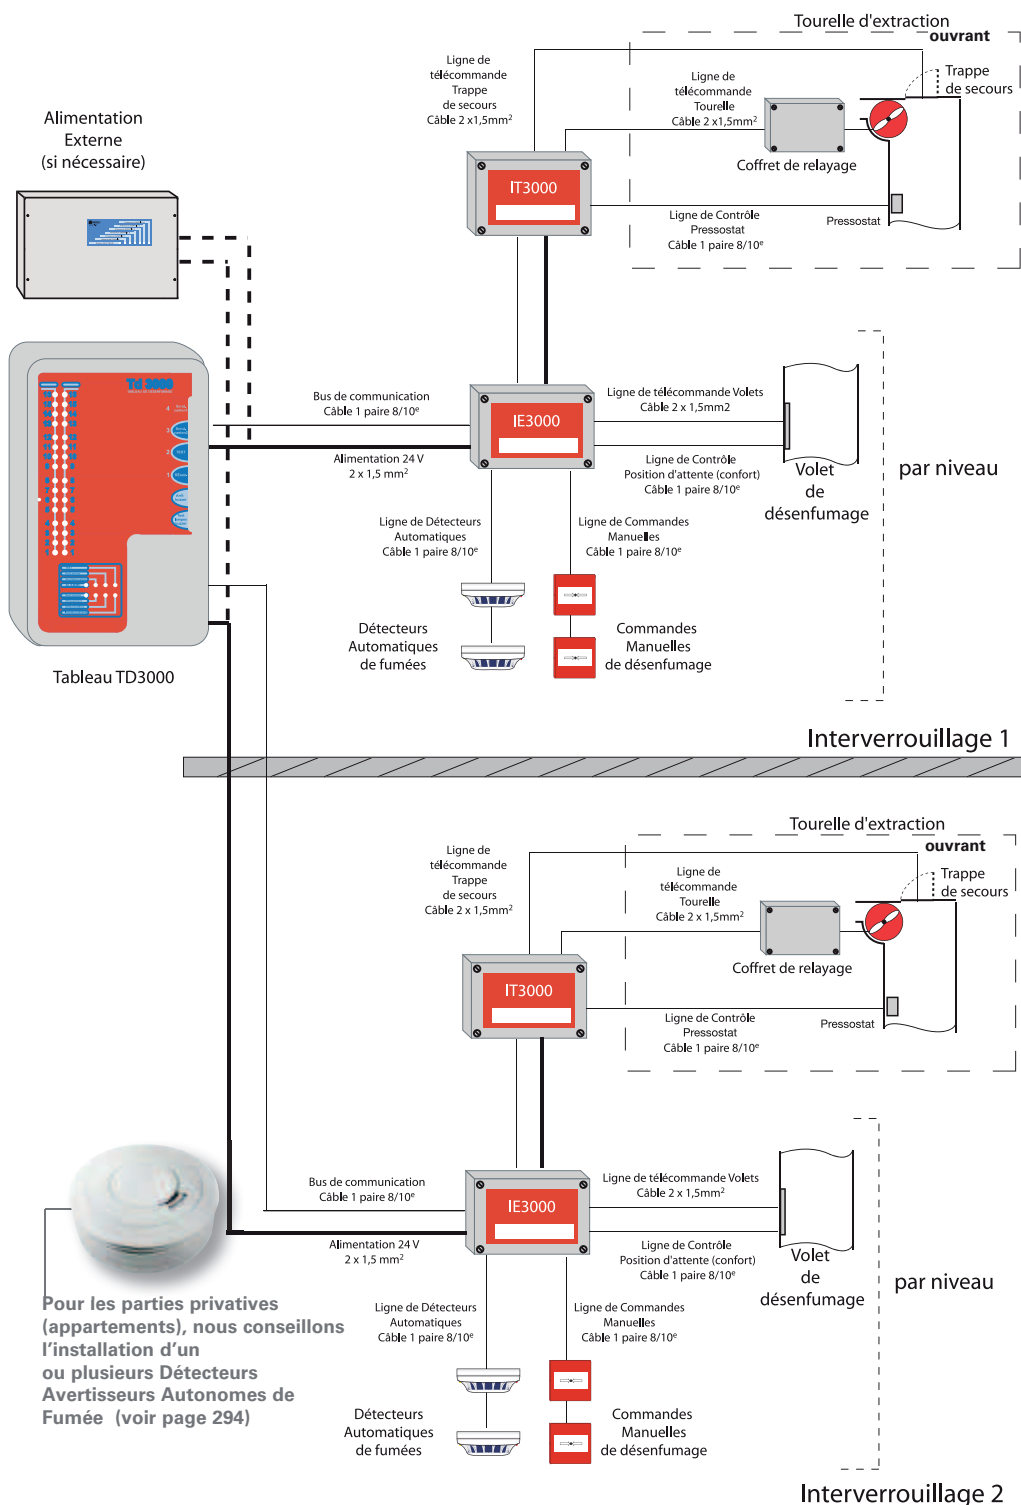 Tourelle d'extraction
ouvrant
Ligne de
télécommande
Trappe
de secours
Câble 2 x1,5mm²
Ligne de
télécommande
Tourelle
Câble 2 x1,5mm²
Trappe
de secours
Alimentation
Externe
(si nécessaire)
Coffret de relayage
IT3000
Ligne de Contrôle
Pressostat
Câble 1 paire 8/10e
Pressostat
Td 3000
Bus de communication
Câble 1 paire 8/10e
IE3000
Ligne de télécommande Volets
Câble 2 x 1,5mm2
Alimentation 24 V
2 x 1,5 mm²
Ligne de Contrôle
Position d'attente (confort)
Câble 1 paire 8/10e
Volet
de
désenfumage
par niveau
Ligne de Détecteurs
Automatiques
Câble 1 paire 8/10e
Ligne de Commandes
Manuelles
Câble 1 paire 8/10e
Détecteurs
Automatiques
de fumées
Commandes
Manuelles
de désenfumage
Tableau TD3000
Interverrouillage 1
Tourelle d'extraction
ouvrant
Ligne de
télécommande
Trappe
de secours
Câble 2 x 1,5mm²
Ligne de
télécommande
Tourelle
Câble 2 x 1,5mm²
Trappe
de secours
Coffret de relayage
IT3000
Ligne de Contrôle
Pressostat
Câble 1 paire 8/10e
Pressostat
Bus de communication
Câble 1 paire 8/10e
IE3000
Ligne de télécommande Volets
Câble 2 x 1,5mm²
Alimentation 24 V
2 x 1,5 mm²
Ligne de Contrôle
Position d'attente (confort)
Câble 1 paire 8/10e
Volet
de
désenfumage
par niveau
Pour les parties privatives
(appartements), nous conseillons
l'installation d'un
ou plusieurs Détecteurs
Avertisseurs Autonomes de
Fumée (voir page 294)
Ligne de Détecteurs
Automatiques
Câble 1 paire 8/10e
Ligne de Commandes
Manuelles
Câble 1 paire 8/10e
Détecteurs
Automatiques
de fumées
Commandes
Manuelles
de désenfumage
Interverrouillage 2